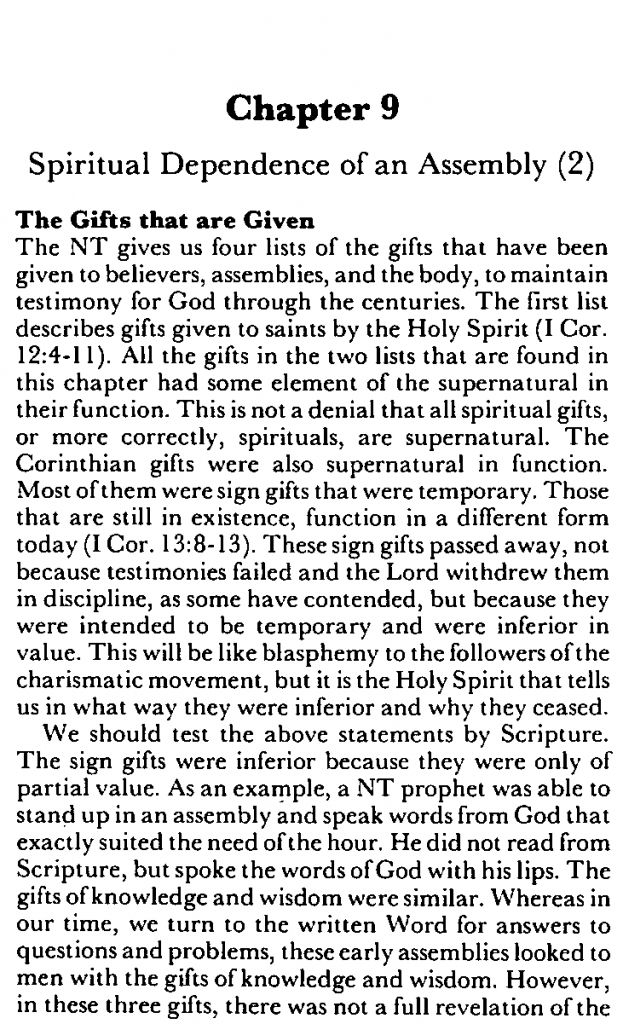 Chapter 9
Spiritual Dependence of an Assembly (2)
The Gifts that are Given
The NT gives us four lists of the gifts that have been
given to believers, assemblies, and the body, to maintain
testimony for God through the centuries. The first list
describes gifts given to saints by the Holy Spirit (I Cor.
12:4-11). All the gifts in the two lists that are found in
this chapter had some element of the supernatural in
their function. This is not a denial that all spiritual gifts,
or more correctly, spirituals, are supernatural. The
Corinthian gifts were also supernatural in function.
Most of them were sign gifts that were temporary. Those
that are still in existence, function in a different form
today (I Cor. 13:8-13). These sign gifts passed away, not
because testimonies failed and the Lord withdrew them
in discipline, as some have contended, but because they
were intended to be temporary and were inferior in
value. This will be like blasphemy to the followers of the
charismatic movement, but it is the Holy Spirit that tells
us in what way they were inferior and why they ceased.
We should test the above statements by Scripture.
The sign gifts were inferior because they were only of
partial value. As an example, a NT prophet was able to
stand up in an assembly and speak words from God that
exactly suited the need of the hour. He did not read from
Scripture, but spoke the words of God with his lips. The
gifts of knowledge and wisdom were similar. Whereas in
our time, we turn to the written Word for answers to
questions and problems, these early assemblies looked to
men with the gifts of knowledge and wisdom. However,
in these three gifts, there was not a full revelation of the